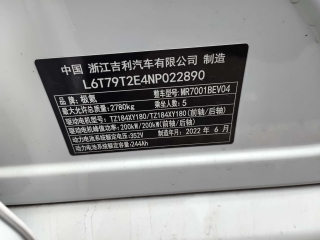 中国 浙江吉利汽车有限公司 制造
L6T79T2E4NP022890
品牌:极氪 整车型号:MR7001BEV04
最大允许总质量:2780kg 乘坐人数:5
驱动电机型号:TZ184XY180/TZ184XY180(前轴/后轴)
驱动电机峰值功率:200kW/200kW(前轴/后轴)
动力电池系统额定电压:352V
动力电池系统额定容量:244Ah 制造年月:2022年6月